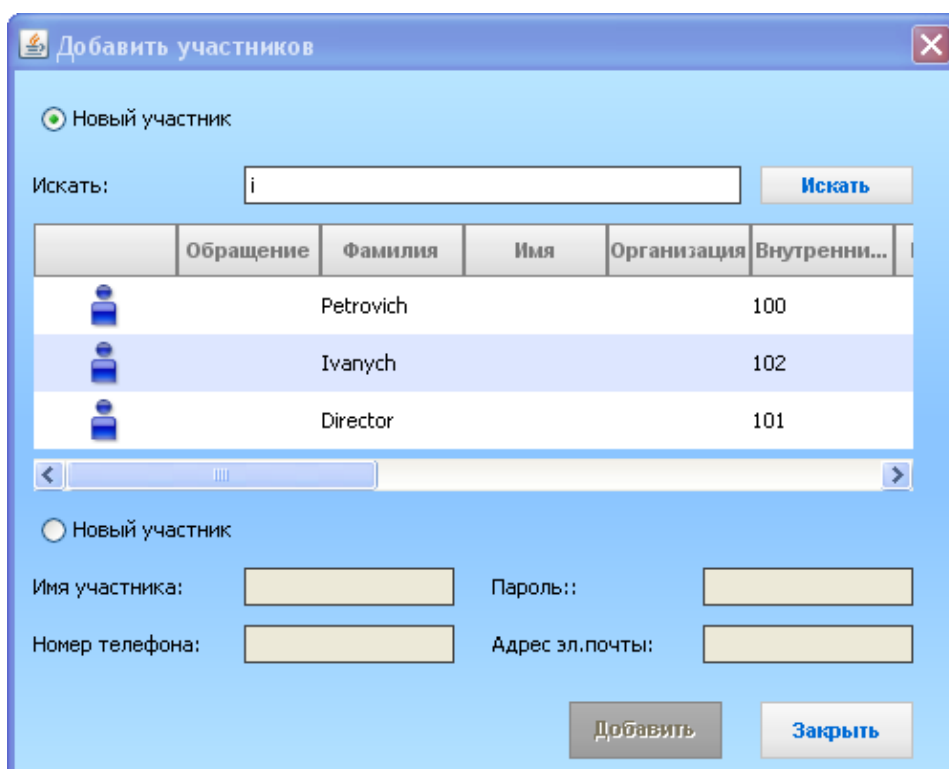 Добавить участников
Новый участник
Искать: i Искать
Обращение Фамилия Имя Организация Внутренни...
Petrovich 100
Ivanych 102
Director 101
Новый участник
Имя участника: Пароль::
Номер телефона: Адрес эл.почты:
Добавить Закрыть